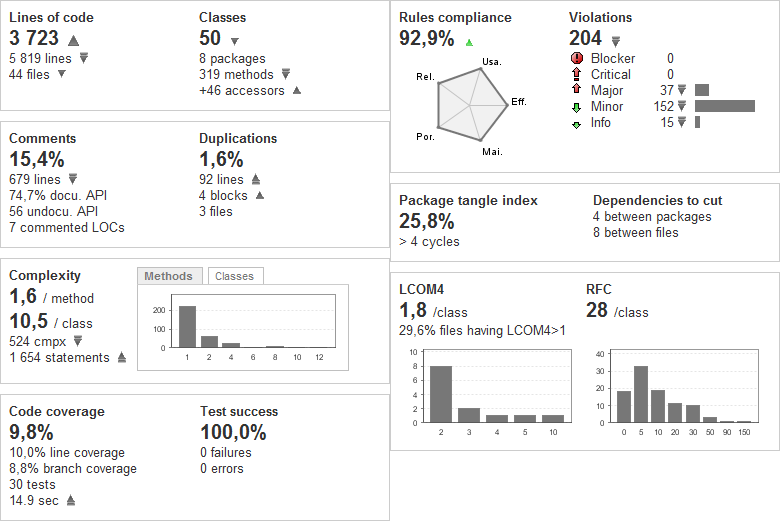 Lines of code
3 723
5 819 lines
44 files
Classes
50
8 packages
319 methods
+46 accessors
Comments
15,4%
679 lines
74,7% docu. API
56 undocu. API
7 commented LOCs
Duplications
1,6%
92 lines
4 blocks
3 files
Complexity
1,6 / method
10,5 / class
524 cmpx
1 654 statements
Methods
Classes
200
100
0
1 2 4 6 8 10 12
Code coverage
9,8%
10,0% line coverage
8,8% branch coverage
30 tests
14.9 sec
Test success
100,0%
0 failures
0 errors
Rules compliance
92,9%
Usa.
Rel.
Eff.
Por.
Mai.
Violations
204
Blocker 0
Critical 0
Major 37
Minor 152
Info 15
Package tangle index
25,8%
> 4 cycles
Dependencies to cut
4 between packages
8 between files
LCOM4
1,8 /class
29,6% files having LCOM4>1
10
8
6
4
2
0
2 3 4 5 10
RFC
28 /class
40
30
20
10
0
0 5 10 20 30 50 90 150